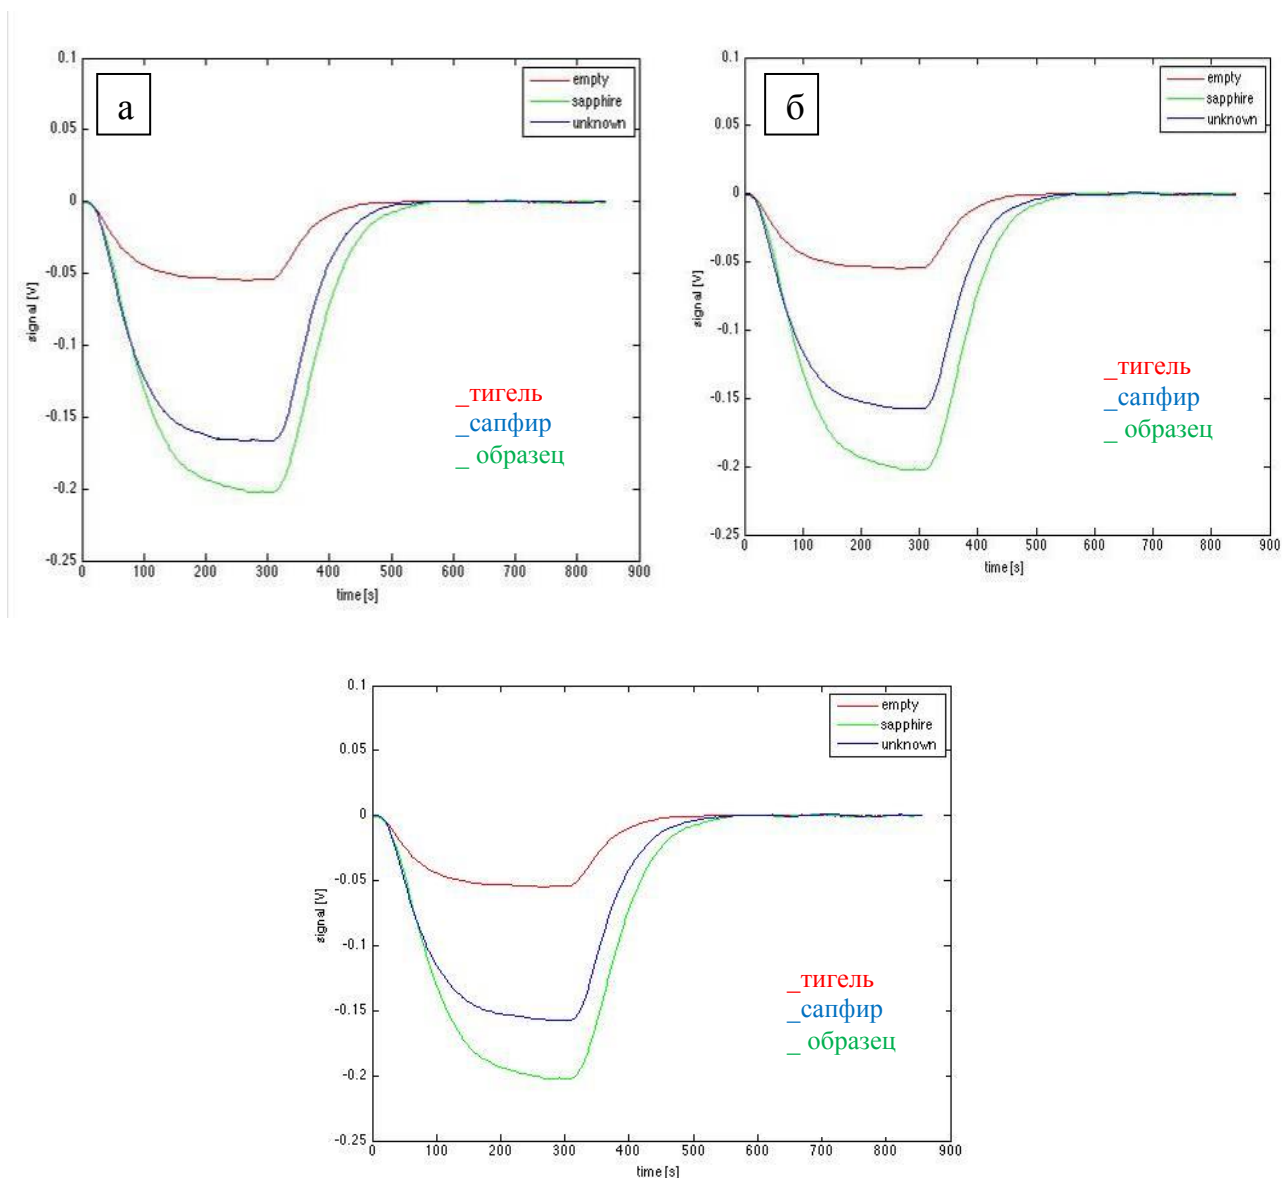 а
0.1
0.05
0
-0.05
-0.1
-0.15
-0.2
-0.25
signal [V]
0 100 200 300 400 500 600 700 800 900
time [s]
empty
sapphire
unknown
_тигель
_сапфир
_ образец
б
0.1
0.05
0
-0.05
-0.1
-0.15
-0.2
-0.25
signal [V]
0 100 200 300 400 500 600 700 800 900
time [s]
empty
sapphire
unknown
_тигель
_сапфир
_ образец
0.1
0.05
0
-0.05
-0.1
-0.15
-0.2
-0.25
signal [V]
0 100 200 300 400 500 600 700 800 900
time [s]
empty
sapphire
unknown
_тигель
_сапфир
_ образец